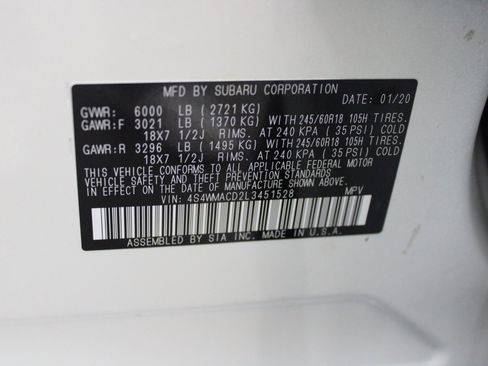 MFD BY SUBARU CORPORATION
DATE: 01/20
GVWR: 6000 LB ( 2721 KG)
GAWR:F 3021 LB ( 1370 KG) WITH 245/60R18 105H TIRES.
18X7 1/2J RIMS. AT 240 KPA ( 35 PSI) COLD
GAWR:R 3296 LB ( 1495 KG) WITH 245/60R18 105H TIRES.
18X7 1/2J RIMS. AT 240 KPA ( 35 PSI) COLD
THIS VEHICLE CONFORMS TO ALL APPLICABLE FEDERAL MOTOR
VEHICLE SAFETY, BUMPER, AND THEFT PREVENTION STANDARDS
IN EFFECT ON THE DATE OF MANUFACTURE SHOWN ABOVE.
VIN: 4S4WMACD2L3451528 MPV
ASSEMBLED BY SIA INC. MADE IN U.S.A.